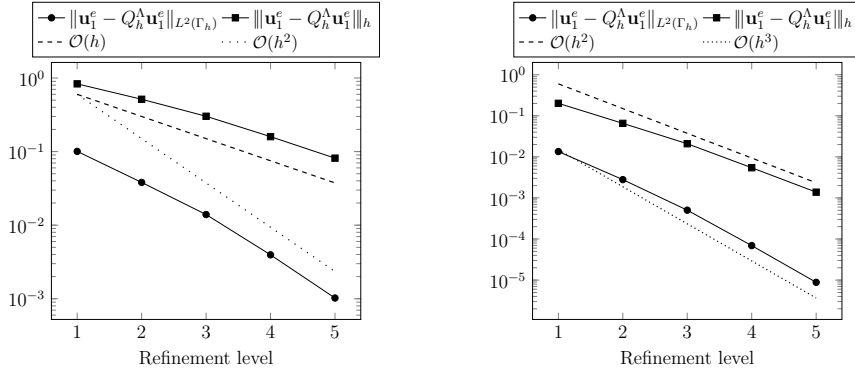 ‖𝐮₁ᵉ − Q_h^Λ 𝐮₁ᵉ‖_{L²(Γ_h)} |||𝐮₁ᵉ − Q_h^Λ 𝐮₁ᵉ|||_h
𝒪(h) 𝒪(h²)
10⁰
10⁻¹
10⁻²
10⁻³
1 2 3 4 5
Refinement level
‖𝐮₁ᵉ − Q_h^Λ 𝐮₁ᵉ‖_{L²(Γ_h)} |||𝐮₁ᵉ − Q_h^Λ 𝐮₁ᵉ|||_h
𝒪(h²) 𝒪(h³)
10⁰
10⁻¹
10⁻²
10⁻³
10⁻⁴
10⁻⁵
1 2 3 4 5
Refinement level